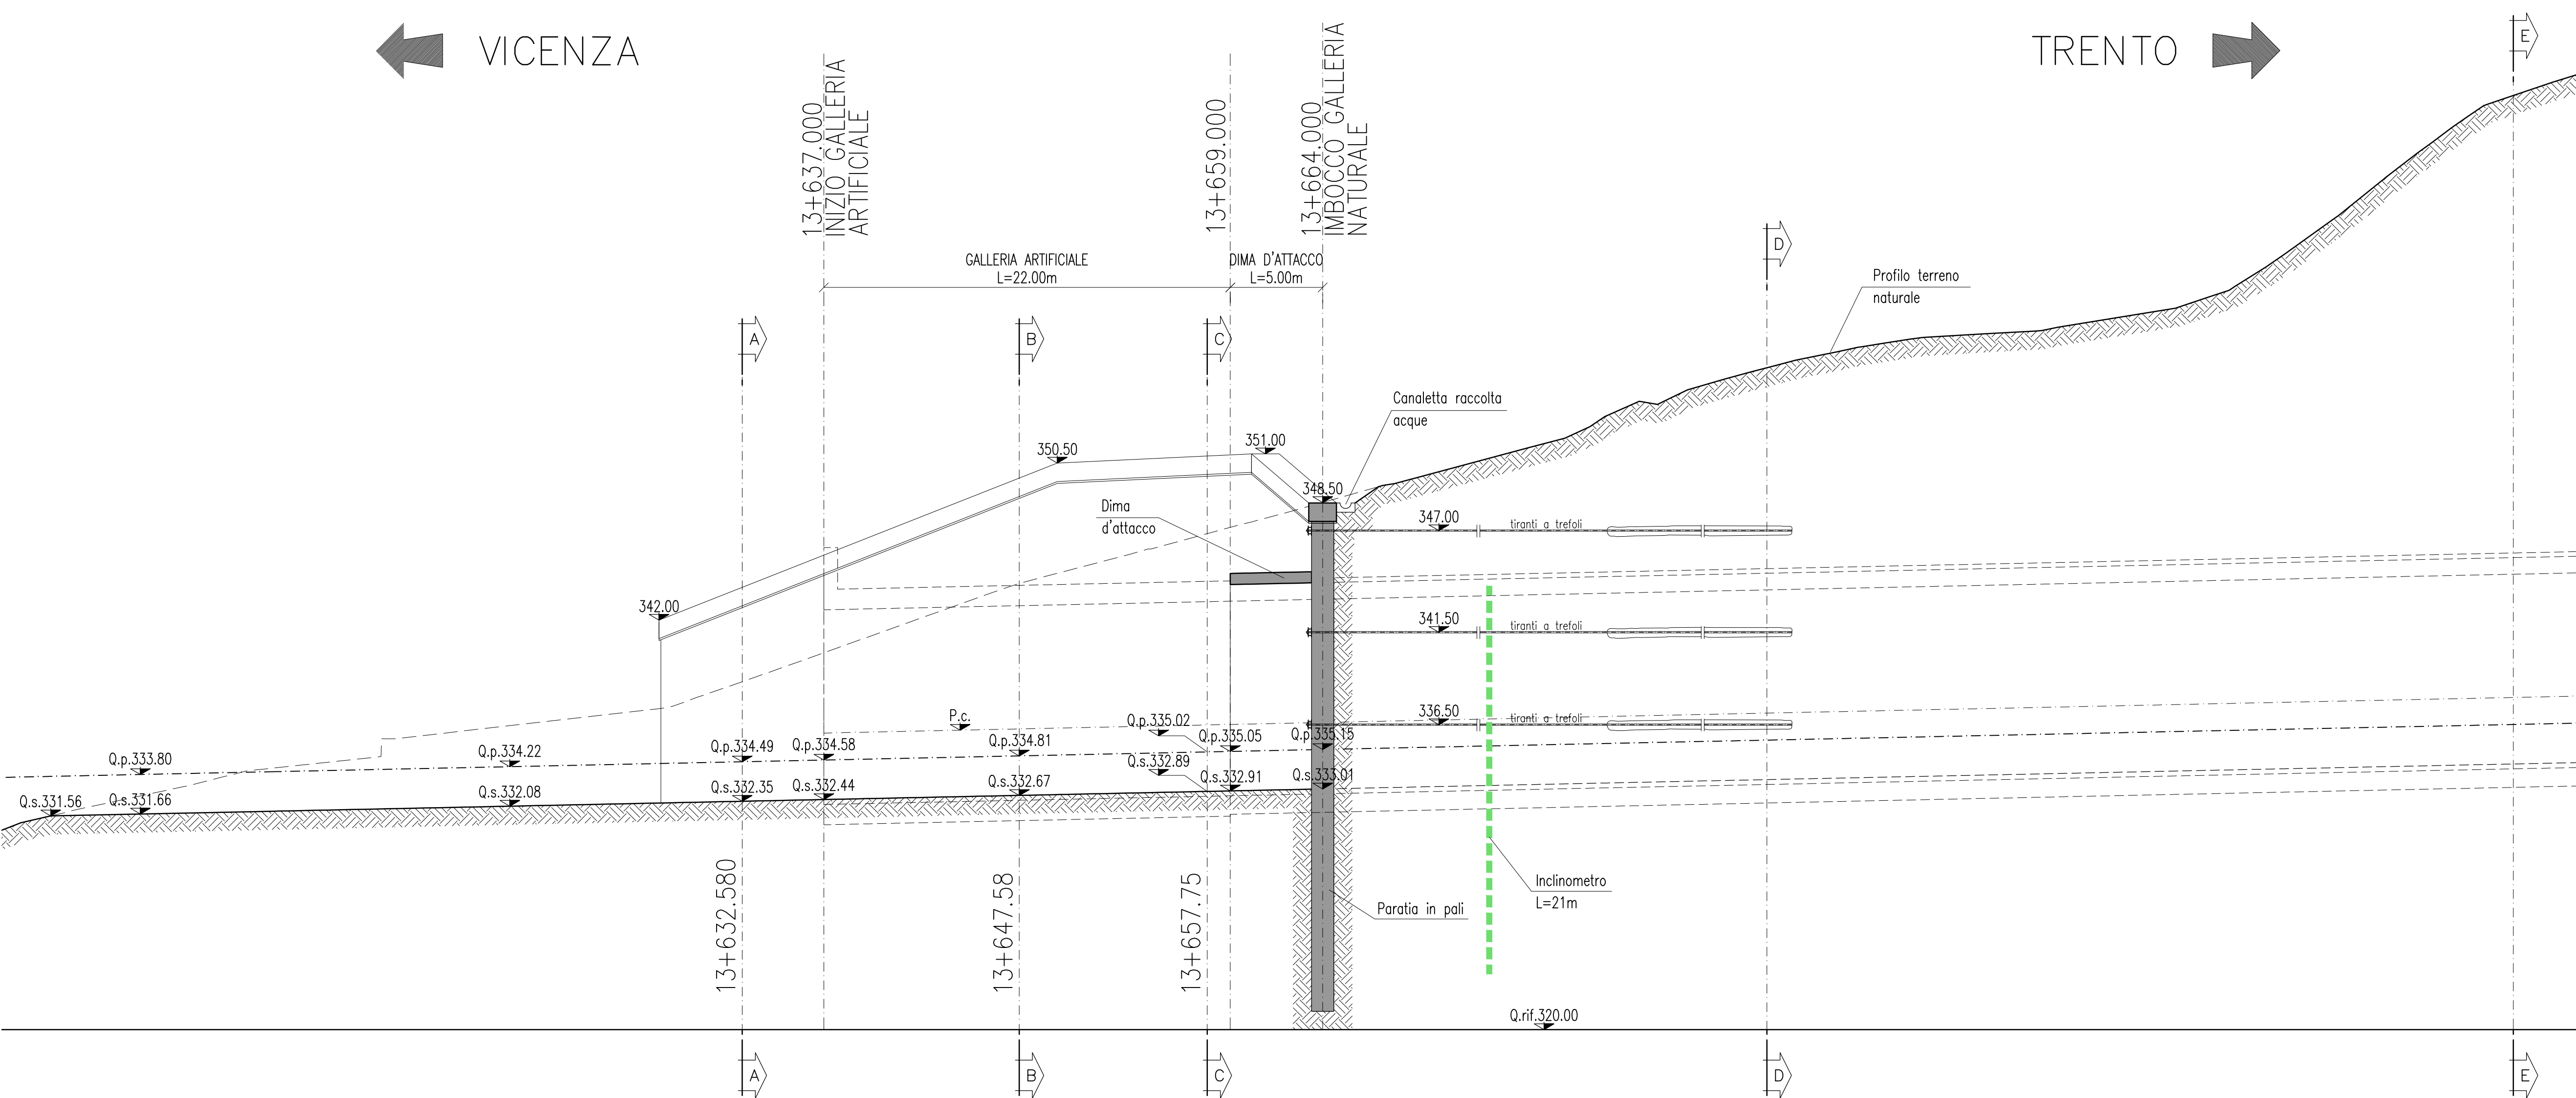 VICENZA
TRENTO
E
13+637.000
INIZIO GALLERIA
ARTIFICIALE
13+659.000
13+664.000
IMBOCCO GALLERIA
NATURALE
D
GALLERIA ARTIFICIALE
L=22.00m
DIMA D'ATTACCO
L=5.00m
Profilo terreno
naturale
A
B
C
Canaletta raccolta
acque
350.50
351.00
348.50
Dima
d'attacco
347.00
tiranti a trefoli
342.00
341.50
tiranti a trefoli
P.c.
336.50
tiranti a trefoli
Q.p.333.80
Q.p.334.22
Q.p.334.49
Q.p.334.58
Q.p.334.81
Q.p.335.02
Q.p.335.05
Q.p.335.15
Q.s.331.56
Q.s.331.66
Q.s.332.08
Q.s.332.35
Q.s.332.44
Q.s.332.67
Q.s.332.89
Q.s.332.91
Q.s.333.01
13+632.580
13+647.58
13+657.75
Inclinometro
L=21m
Paratia in pali
Q.rif.320.00
A
B
C
D
E